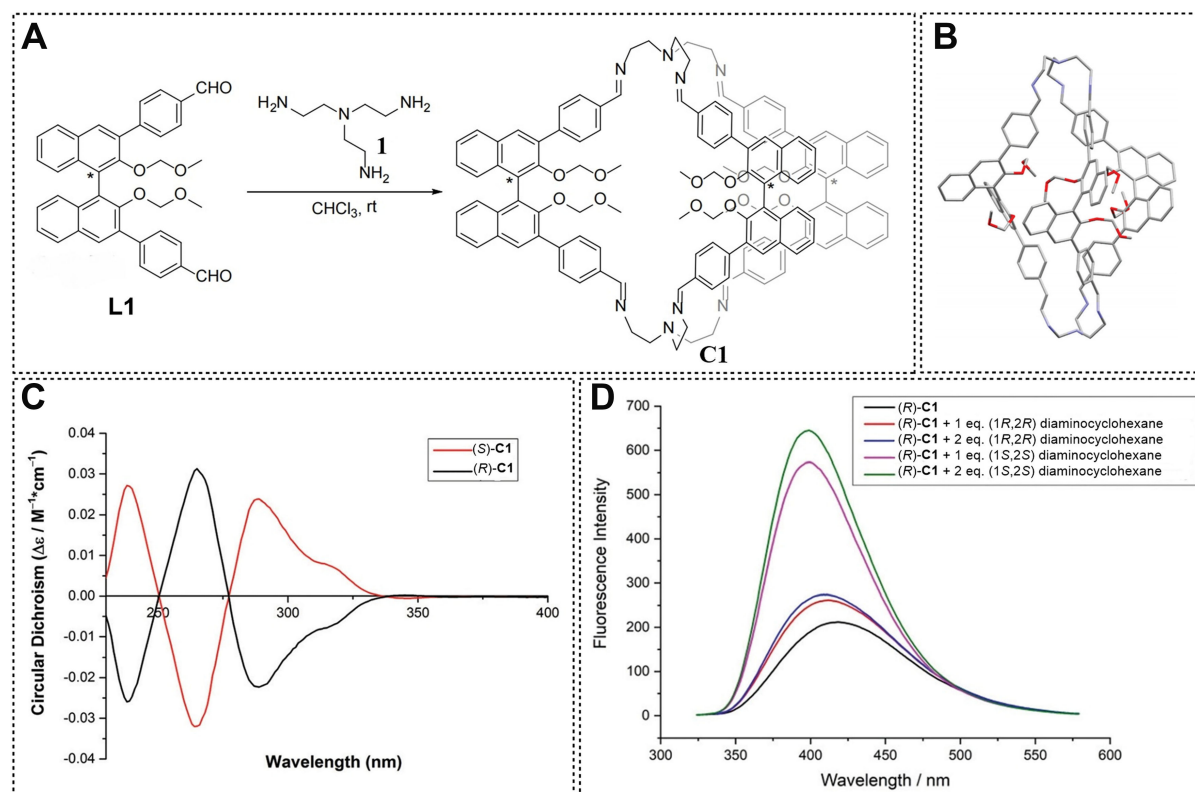 A
CHO
O
O
*
O
O
CHO
L1
H2N
NH2
N
1
NH2
CHCl3, rt
N
N
N
N
O
O
*
O
O
O
O
O
O
*
O
O
O
O
*
N
N
N
N
C1
B
C
0.04
0.03
0.02
0.01
0.00
-0.01
-0.02
-0.03
-0.04
250
300
350
400
Circular Dichroism (Δε / M⁻¹*cm⁻¹)
Wavelength (nm)
(S)-C1
(R)-C1
D
700
600
500
400
300
200
100
0
300
350
400
450
500
550
600
Fluorescence Intensity
Wavelength / nm
(R)-C1
(R)-C1 + 1 eq. (1R,2R) diaminocyclohexane
(R)-C1 + 2 eq. (1R,2R) diaminocyclohexane
(R)-C1 + 1 eq. (1S,2S) diaminocyclohexane
(R)-C1 + 2 eq. (1S,2S) diaminocyclohexane